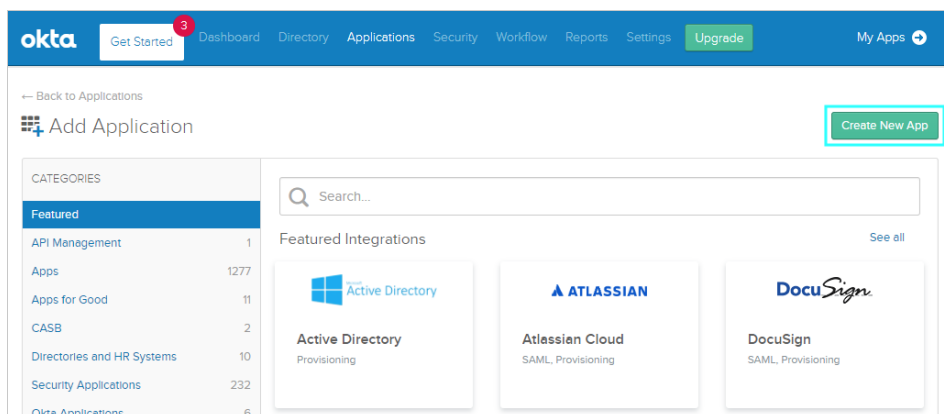 okta Get Started 3 Dashboard Directory Applications Security Workflow Reports Settings Upgrade My Apps
← Back to Applications
Add Application
Create New App
CATEGORIES
Featured
API Management 1
Apps 1277
Apps for Good 11
CASB 2
Directories and HR Systems 10
Security Applications 232
Okta Applications 6
Search...
Featured Integrations See all
Active Directory
Active Directory
Provisioning
ATLASSIAN
Atlassian Cloud
SAML, Provisioning
DocuSign
DocuSign
SAML, Provisioning